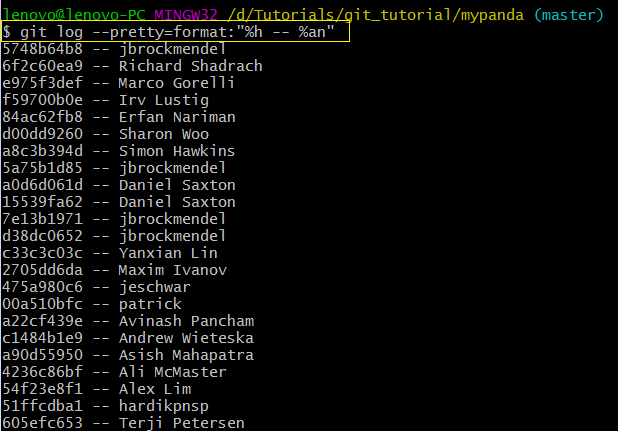 lenovo@lenovo-PC MINGW32 /d/Tutorials/git_tutorial/mypanda (master)
$ git log --pretty=format:"%h -- %an"
5748b64b8 -- jbrockmendel
6f2c60ea9 -- Richard Shadrach
e975f3def -- Marco Gorelli
f59700b0e -- Irv Lustig
84ac62fb8 -- Erfan Nariman
d00dd9260 -- Sharon Woo
a8c3b394d -- Simon Hawkins
5a75b1d85 -- jbrockmendel
a0d6d061d -- Daniel Saxton
15539fa62 -- Daniel Saxton
7e13b1971 -- jbrockmendel
d38dc0652 -- jbrockmendel
c33c3c03c -- Yanxian Lin
2705dd6da -- Maxim Ivanov
475a980c6 -- jeschwar
00a510bfc -- patrick
a22cf439e -- Avinash Pancham
c1484b1e9 -- Andrew Wieteska
a90d55950 -- Asish Mahapatra
4236c86bf -- Ali McMaster
54f23e8f1 -- Alex Lim
51ffcdba1 -- hardikpnsp
605efc653 -- Terji Petersen